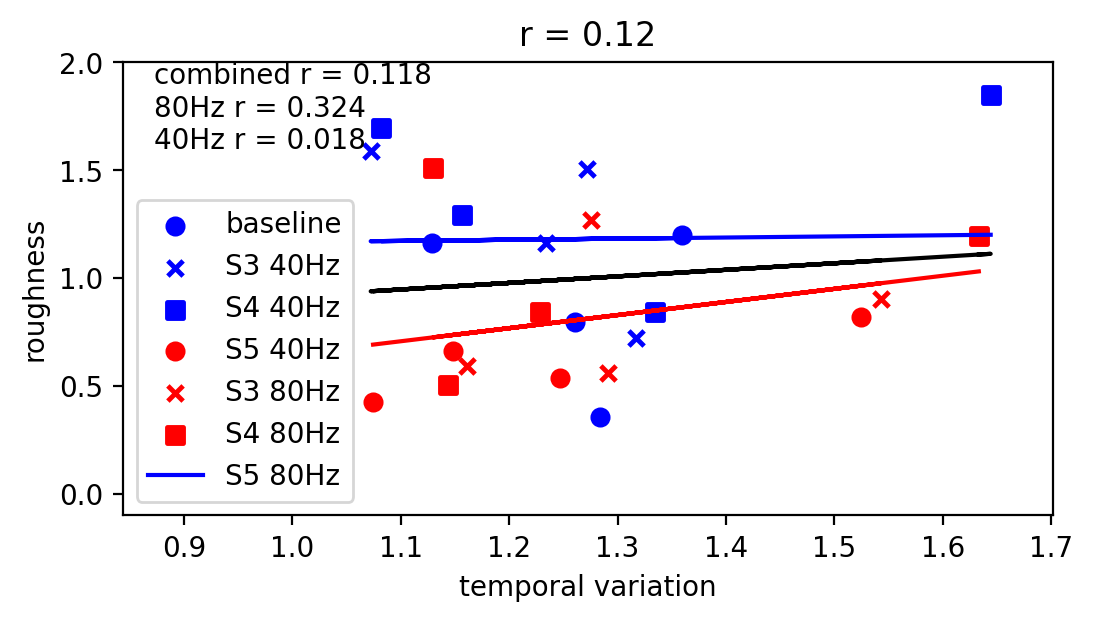 r = 0.12
combined r = 0.118
80Hz r = 0.324
40Hz r = 0.018
baseline
S3 40Hz
S4 40Hz
S5 40Hz
S3 80Hz
S4 80Hz
S5 80Hz
roughness
2.0
1.5
1.0
0.5
0.0
0.9 1.0 1.1 1.2 1.3 1.4 1.5 1.6 1.7
temporal variation